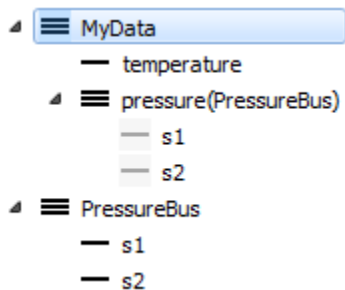 MyData
temperature
pressure(PressureBus)
s1
s2
PressureBus
s1
s2